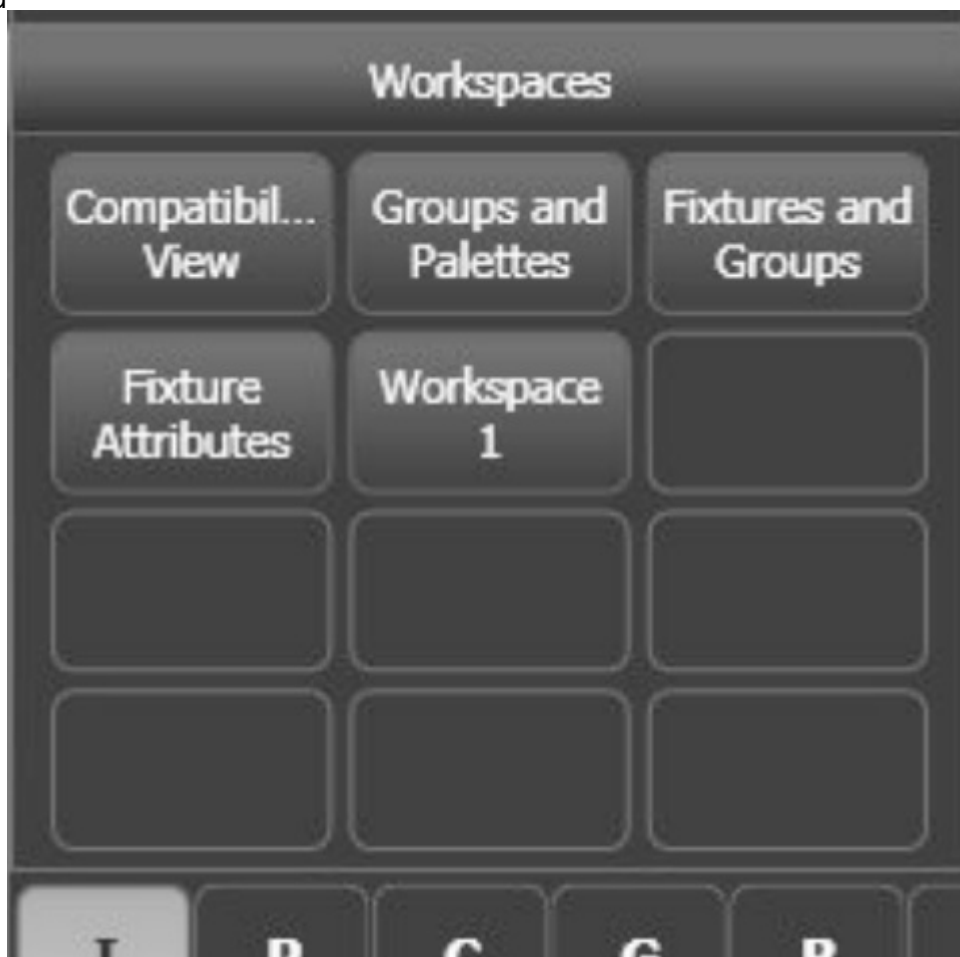 Workspaces
Compatibil...
View
Groups and
Palettes
Fixtures and
Groups
Fixture
Attributes
Workspace
1